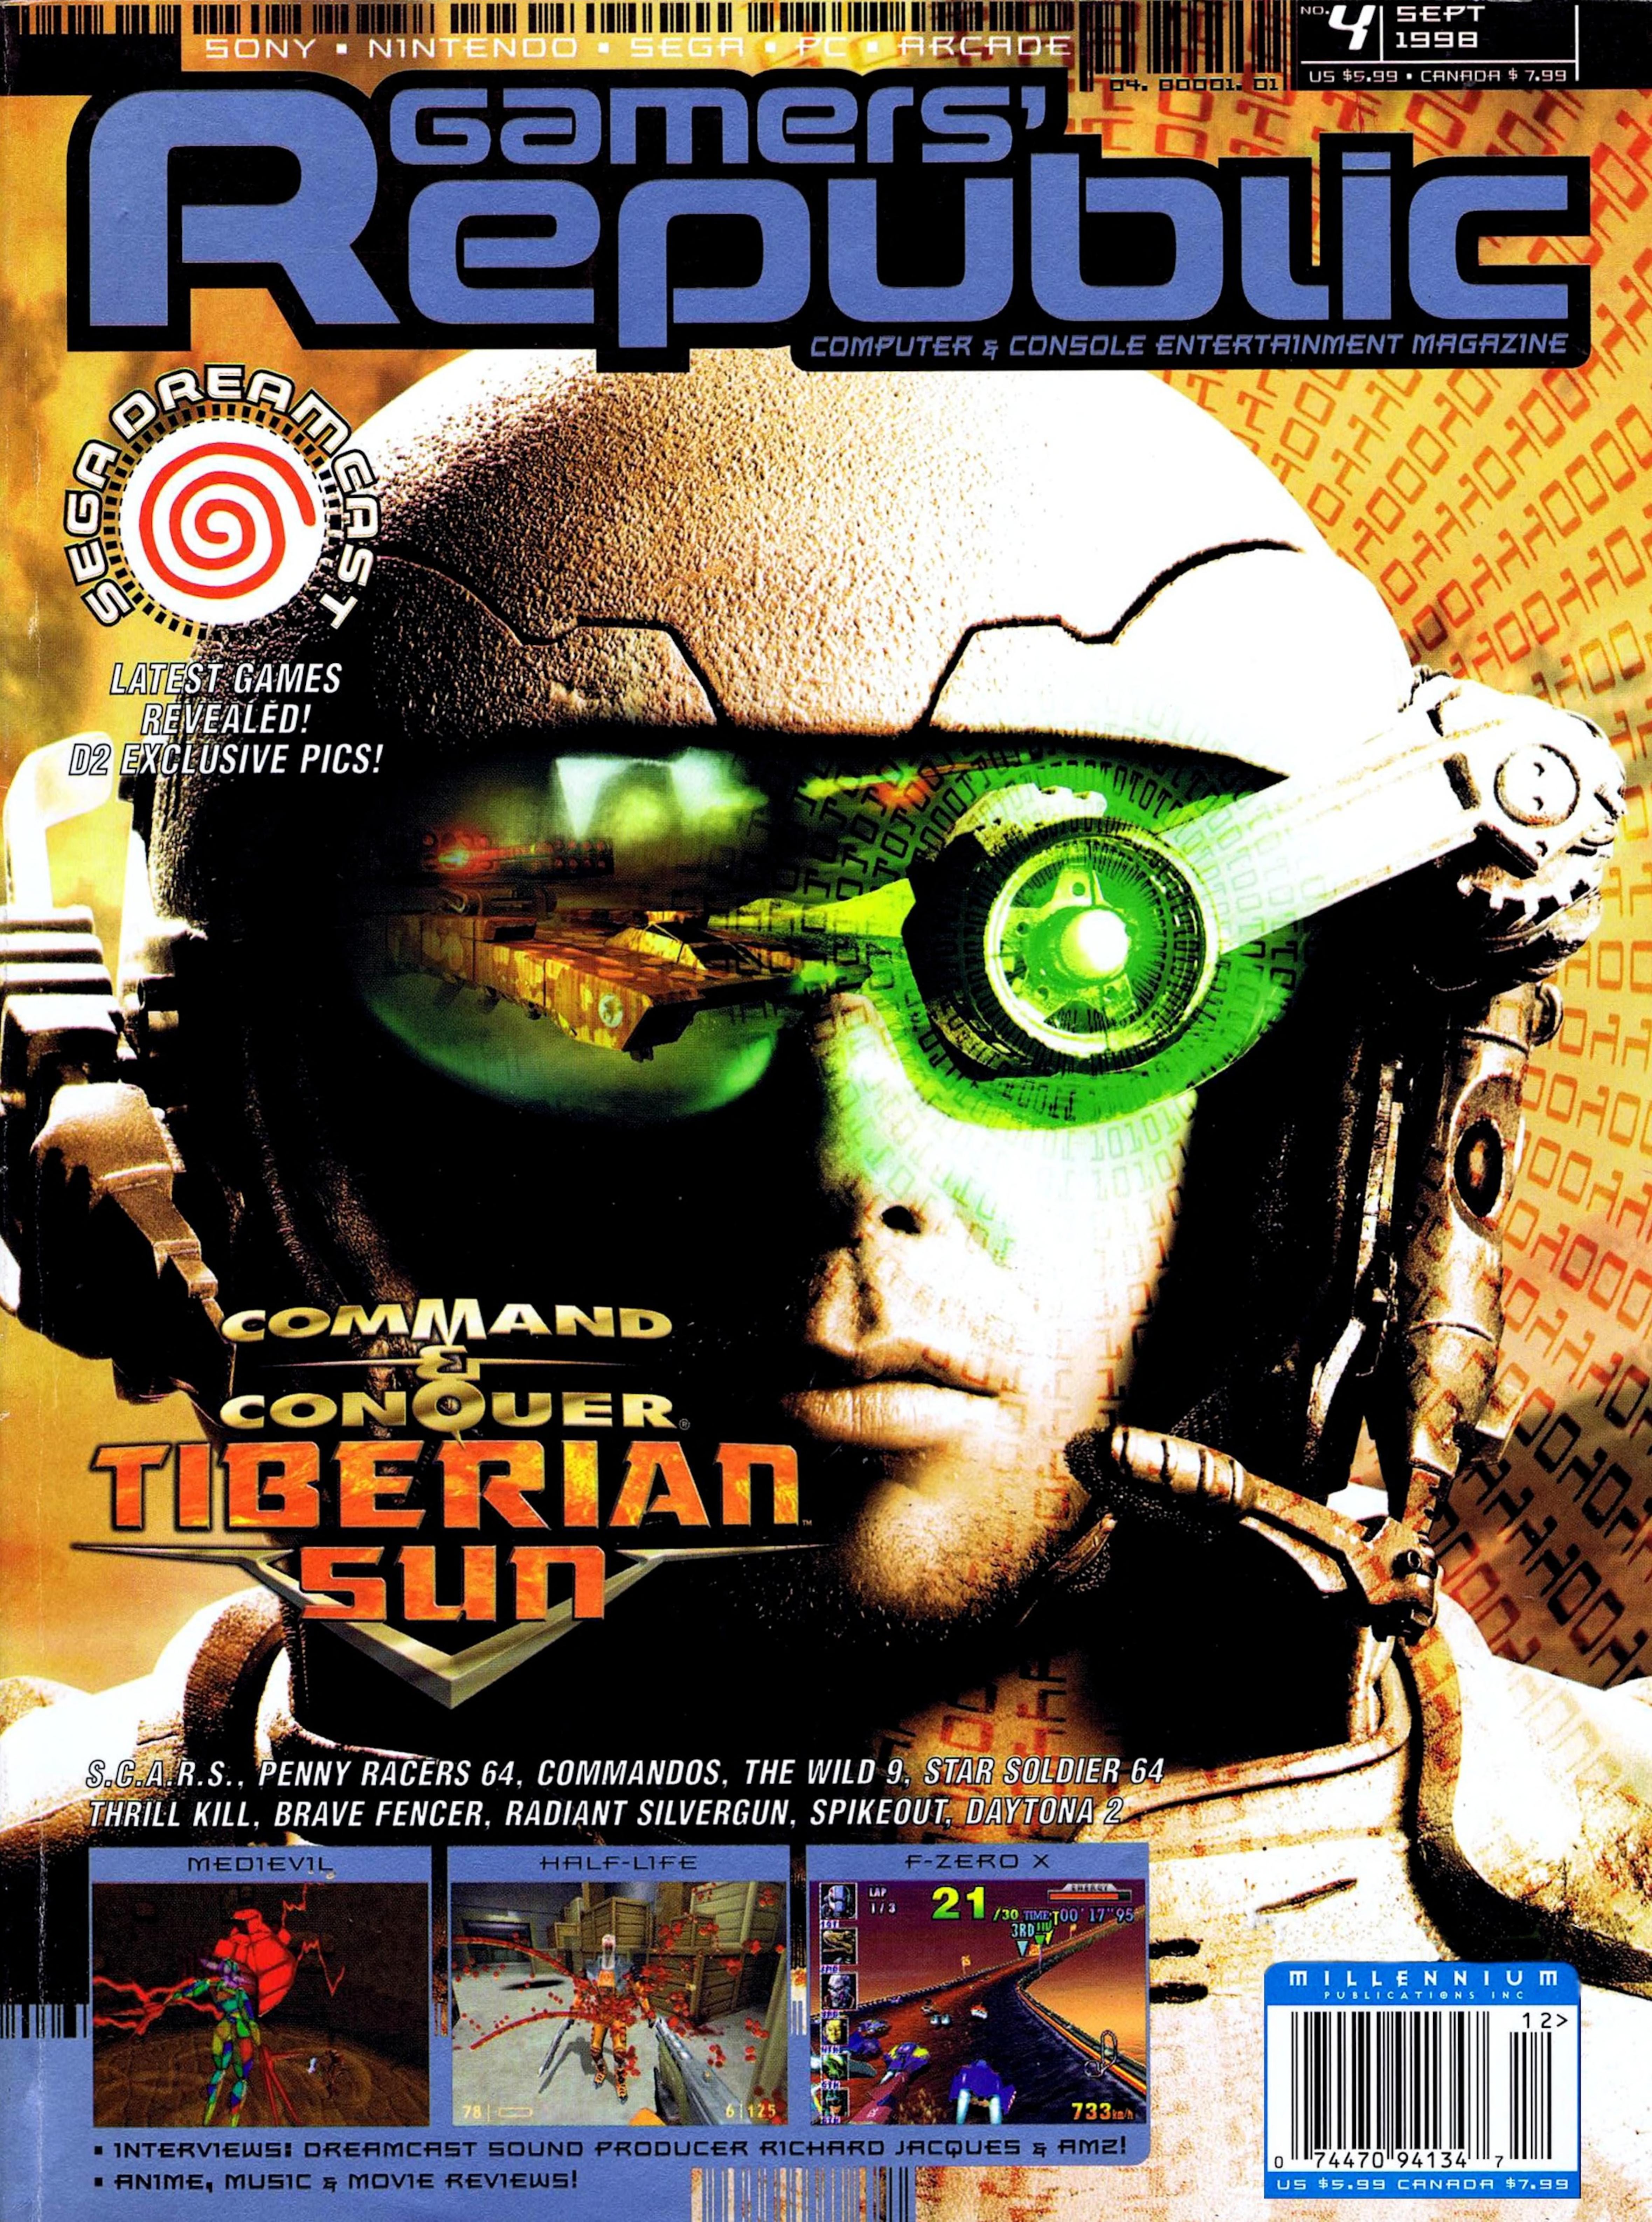 SONY • NINTENDO • SEGA • PC • ARCADE
NO. 4 SEPT
1998
US $5.99 • CANADA $ 7.99
04. 00001. 01
Gamers'
Republic
COMPUTER & CONSOLE ENTERTAINMENT MAGAZINE
SEGA DREAMCAST
LATEST GAMES
REVEALED!
D2 EXCLUSIVE PICS!
COMMAND
&
CONQUER®
TIBERIAN™
SUN
S.C.A.R.S., PENNY RACERS 64, COMMANDOS, THE WILD 9, STAR SOLDIER 64
THRILL KILL, BRAVE FENCER, RADIANT SILVERGUN, SPIKEOUT, DAYTONA 2
MEDIEVIL
HALF-LIFE
F-ZERO X
78
6|125
LAP
1/3
21/30 TIME 00'17"95
ENERGY
3RD
733km/h
• INTERVIEWS: DREAMCAST SOUND PRODUCER RICHARD JACQUES & AM2!
• ANIME, MUSIC & MOVIE REVIEWS!
MILLENNIUM
PUBLICATIONS INC
12>
0 74470 94134 7
US $5.99 CANADA $7.99